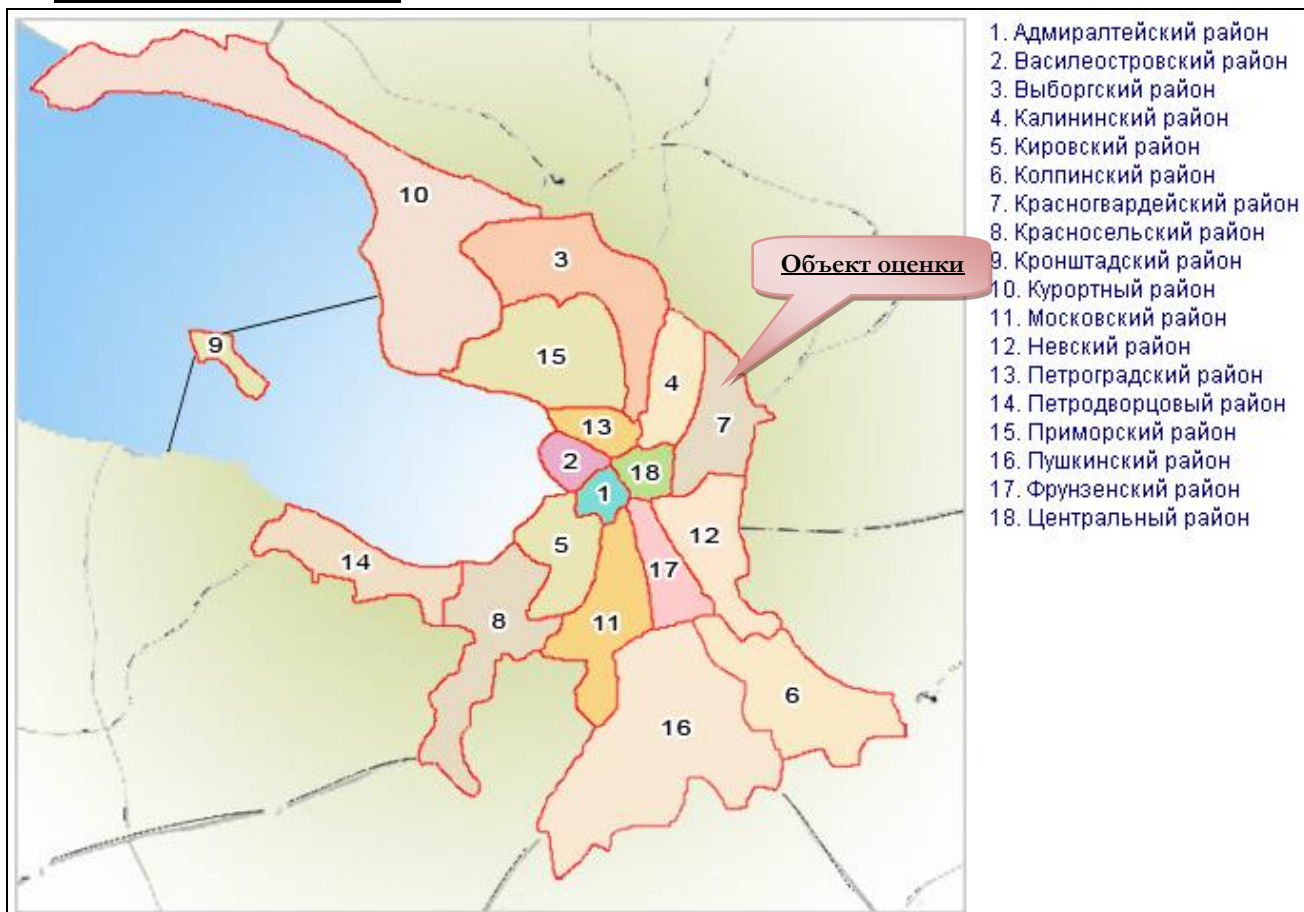 10
3
Объект оценки
9
15
4
7
13
2
18
1
12
5
14
17
8
11
6
16
1. Адмиралтейский район
2. Василеостровский район
3. Выборгский район
4. Калининский район
5. Кировский район
6. Колпинский район
7. Красногвардейский район
8. Красносельский район
9. Кронштадский район
10. Курортный район
11. Московский район
12. Невский район
13. Петроградский район
14. Петродворцовый район
15. Приморский район
16. Пушкинский район
17. Фрунзенский район
18. Центральный район